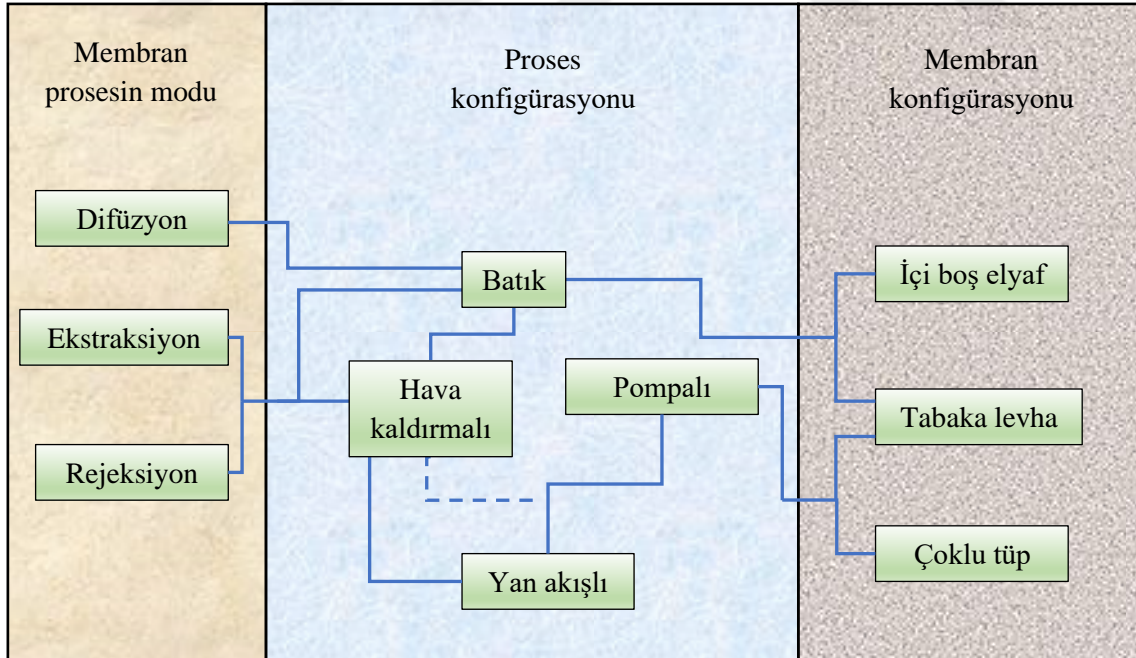 Membran
prosesin modu
Proses
konfigürasyonu
Membran
konfigürasyonu
Difüzyon
Ekstraksiyon
Rejeksiyon
Batık
Hava
kaldırmalı
Pompalı
Yan akışlı
İçi boş elyaf
Tabaka levha
Çoklu tüp